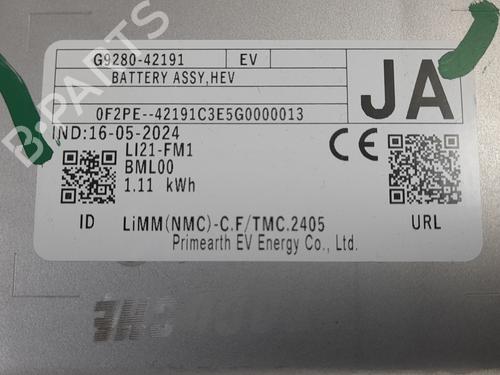 G9280-42191 EV
BATTERY ASSY,HEV
JA
0F2PE--42191C3E5G0000013
IND:16-05-2024
LI21-FM1
BML00
1.11 kWh
CE
ID LiMM(NMC)-C.F/TMC.2405 URL
Primearth EV Energy Co., Ltd.
B-PARTS